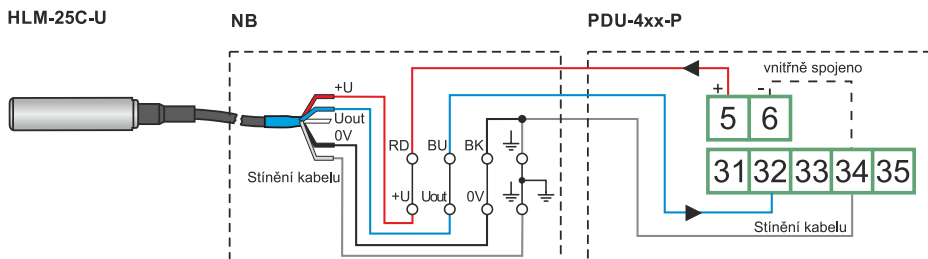 HLM-25C-U
NB
PDU-4xx-P
+U
Uout
0V
Stínění kabelu
RD
BU
BK
+U
Uout
0V
vnitřně spojeno
+
-
5
6
31
32
33
34
35
Stínění kabelu